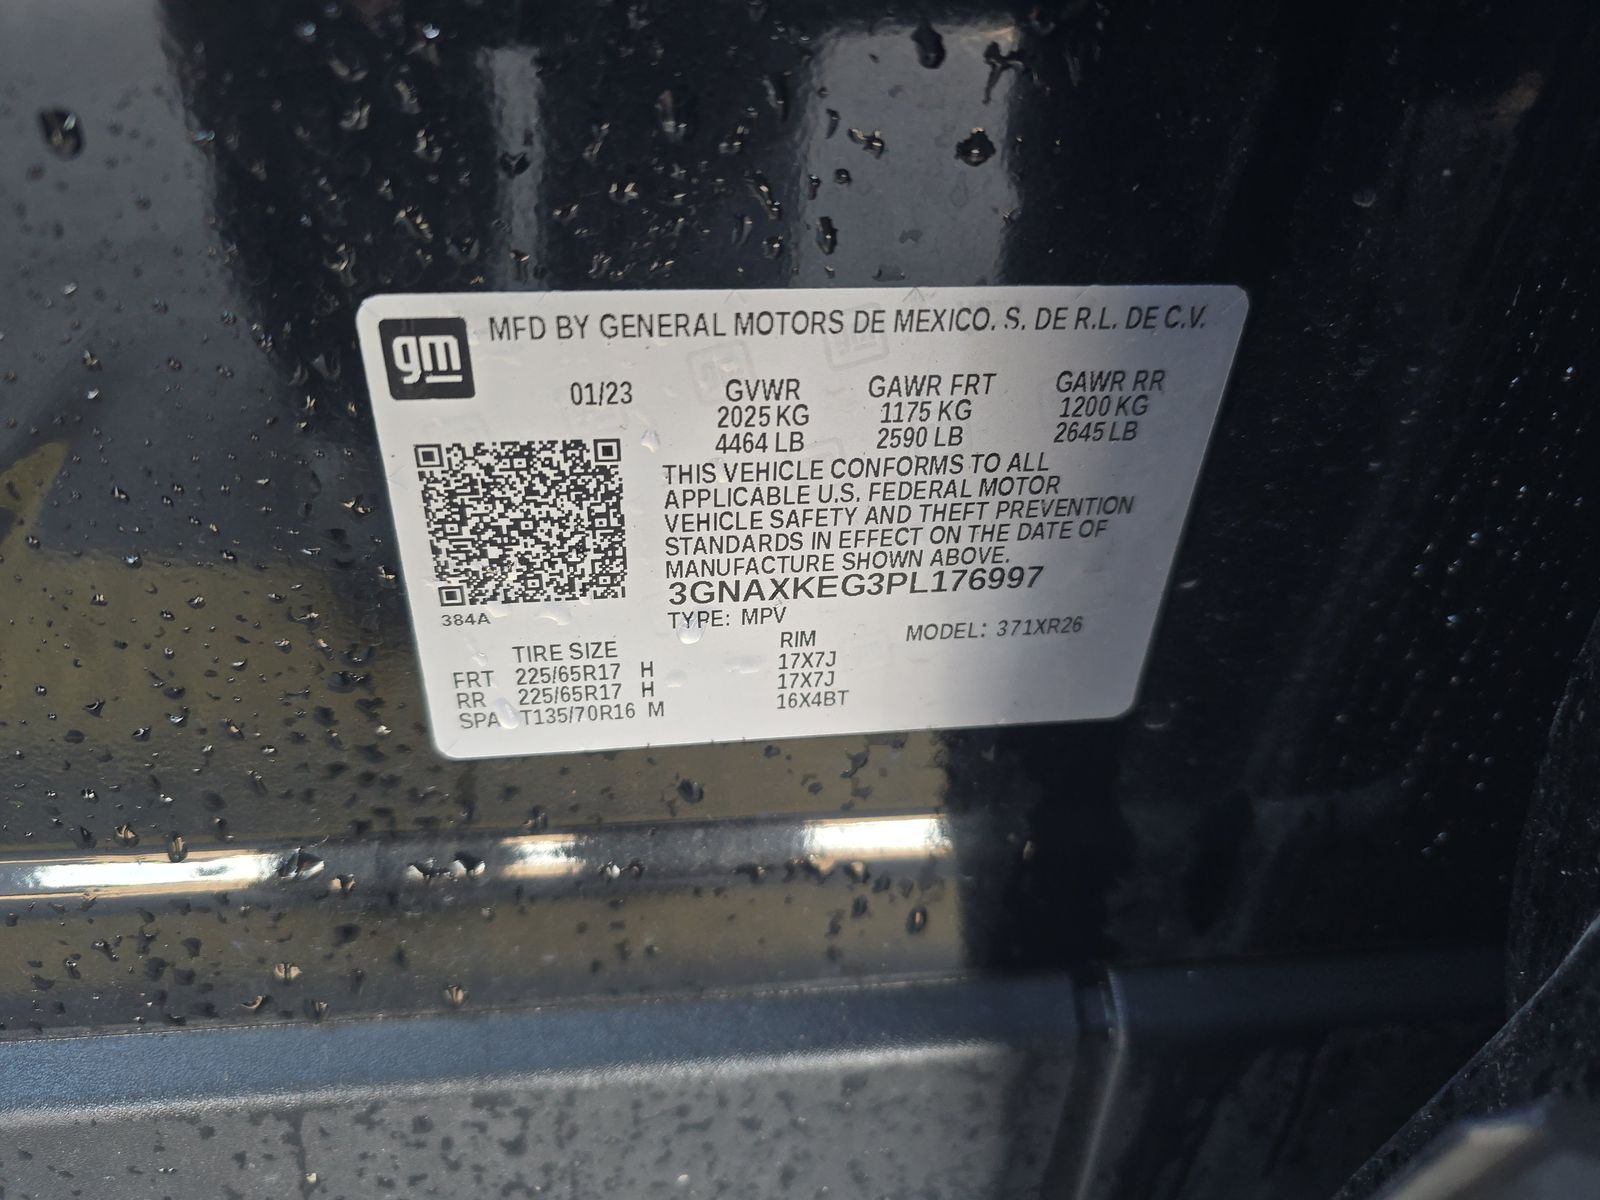 gm
MFD BY GENERAL MOTORS DE MEXICO. S. DE R.L. DE C.V.
01/23 GVWR GAWR FRT GAWR RR
2025 KG 1175 KG 1200 KG
4464 LB 2590 LB 2645 LB
THIS VEHICLE CONFORMS TO ALL
APPLICABLE U.S. FEDERAL MOTOR
VEHICLE SAFETY AND THEFT PREVENTION
STANDARDS IN EFFECT ON THE DATE OF
MANUFACTURE SHOWN ABOVE.
3GNAXKEG3PL176997
384A
TYPE: MPV
MODEL: 371XR26
TIRE SIZE RIM
FRT 225/65R17 H 17X7J
RR 225/65R17 H 17X7J
SPA T135/70R16 M 16X4BT